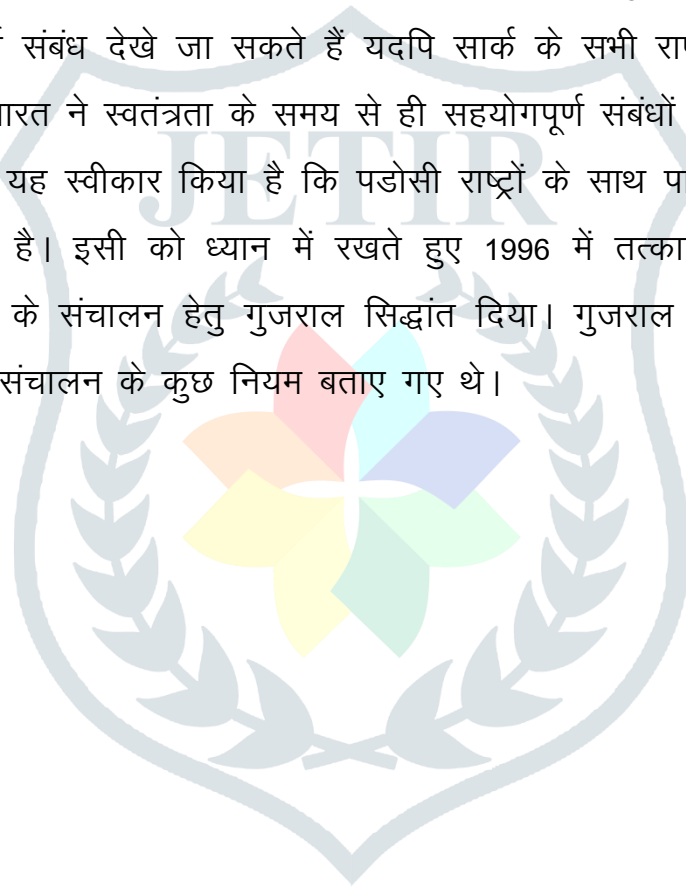 संबंध देखे जा सकते हैं यदपि सार्क के सभी
ने स्वतंत्रता के समय से ही सहयोगपूर्ण संबंधों
यह स्वीकार किया है कि पडोसी राष्ट्रों के साथ
JETIR
है। इसी को ध्यान में रखते हुए 1996 में
के संचालन हेतु गुजराल सिद्धांत दिया। गुजराल
संचालन के कुछ नियम बताए गए थे।